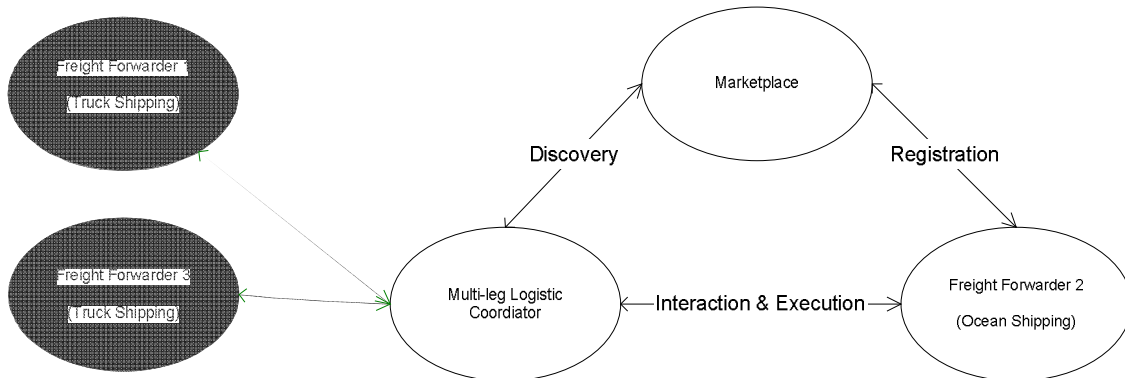 Freight Forwarder 1
(Truck Shipping)
Marketplace
Discovery
Registration
Freight Forwarder 3
(Truck Shipping)
Multi-leg Logistic
Coordiator
Interaction & Execution
Freight Forwarder 2
(Ocean Shipping)